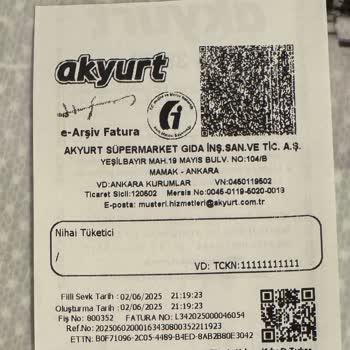 akyurt
e-Arşiv Fatura
AKYURT SÜPERMARKET GIDA İNŞ.SAN.VE TİC. A.Ş.
YEŞİLBAYIR MAH.19 MAYIS BULV. NO:104/B
MAMAK - ANKARA
VD:ANKARA KURUMLAR VN:0450119502
Ticaret Sicil:120502 Mersis No:0045-0119-5020-0013
E-posta: musteri.hizmetleri@akyurt.com.tr
Nihai Tüketici
/
VD: TCKN:11111111111
Fiili Sevk Tarih : 02/06/2025 21:19:23
Oluşturma Tarih : 02/06/2025 21:19:23
Fiş No : 800352 FATURA NO: L342025000046054
Ref.No: 20250602000163430800352211923
ETTN: B0F71096-2C05-4489-B4ED-8AB2B80E3042